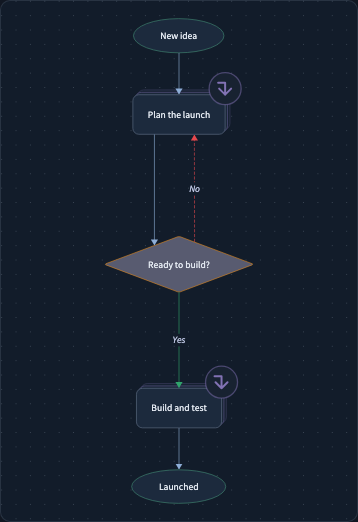 New idea
Plan the launch
No
Ready to build?
Yes
Build and test
Launched